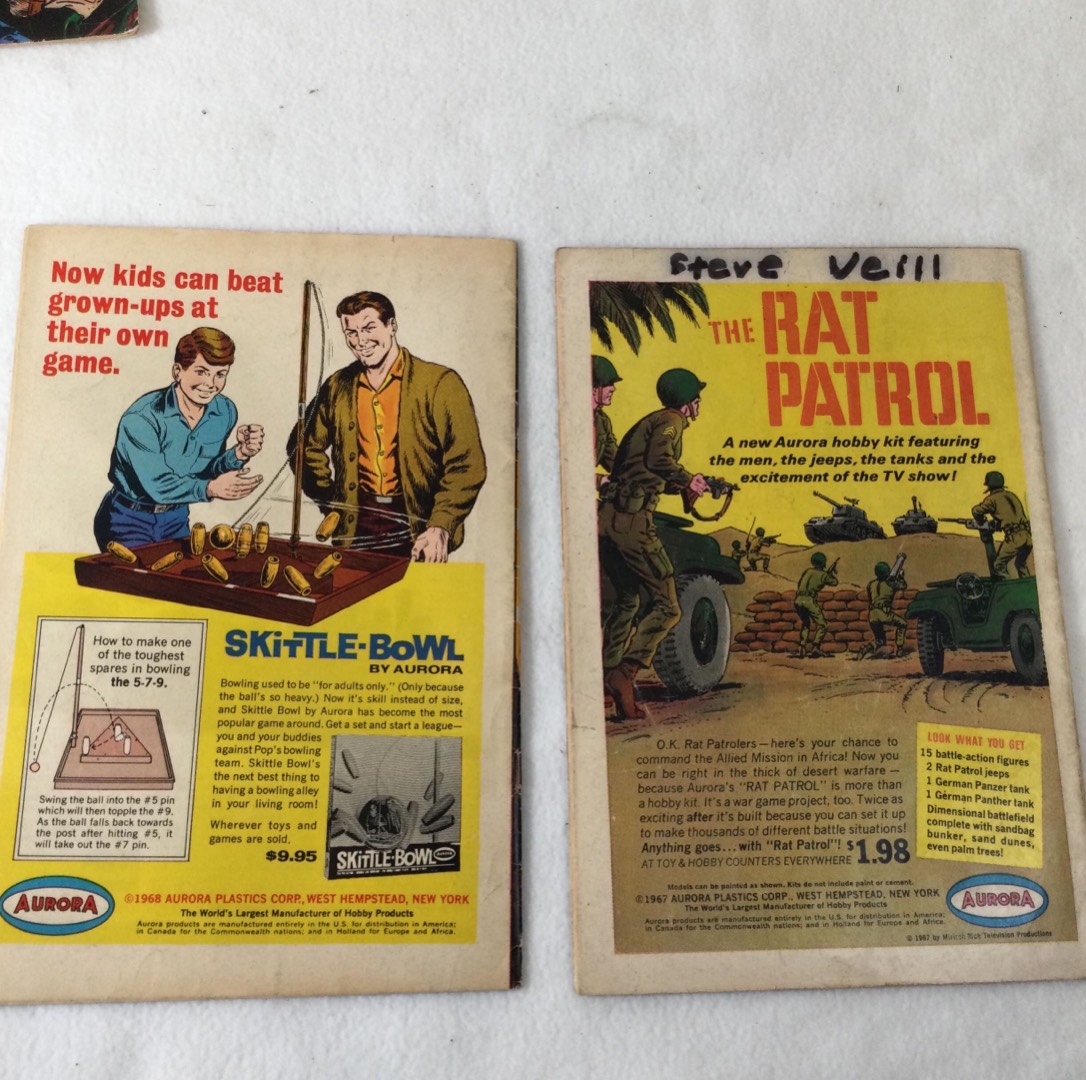 Now kids can beat
grown-ups at
their own
game.
How to make one
of the toughest
spares in bowling
the 5-7-9.
Swing the ball into the #5 pin
which will then topple the #9.
As the ball falls back towards
the post after hitting #5, it
will take out the #7 pin.
SKiTTLE-BoWL
BY AURORA
Bowling used to be "for adults only." (Only because
the ball's so heavy.) Now it's skill instead of size,
and Skittle Bowl by Aurora has become the most
popular game around. Get a set and start a league—
you and your buddies
against Pop's bowling
team. Skittle Bowl's
the next best thing to
having a bowling alley
in your living room!
Wherever toys and
games are sold.
$9.95
SKiTTLE-BoWL
AURORA
©1968 AURORA PLASTICS CORP., WEST HEMPSTEAD, NEW YORK
The World's Largest Manufacturer of Hobby Products
Aurora products are manufactured entirely in the U.S. for distribution in America;
in Canada for the Commonwealth nations; and in Holland for Europe and Africa.
Steve Veill
THE RAT
PATROL
A new Aurora hobby kit featuring
the men, the jeeps, the tanks and the
excitement of the TV show!
O.K. Rat Patrolers—here's your chance to
command the Allied Mission in Africa! Now you
can be right in the thick of desert warfare—
because Aurora's "RAT PATROL" is more than
a hobby kit. It's a war game project, too. Twice as
exciting after it's built because you can set it up
to make thousands of different battle situations!
Anything goes...with "Rat Patrol"! $1.98
AT TOY & HOBBY COUNTERS EVERYWHERE
LOOK WHAT YOU GET
15 battle-action figures
2 Rat Patrol jeeps
1 German Panzer tank
1 German Panther tank
Dimensional battlefield
complete with sandbag
bunker, sand dunes,
even palm trees!
Models can be painted as shown. Kits do not include paint or cement.
©1967 AURORA PLASTICS CORP., WEST HEMPSTEAD, NEW YORK
The World's Largest Manufacturer of Hobby Products
Aurora products are manufactured entirely in the U.S. for distribution in America;
in Canada for the Commonwealth nations; and in Holland for Europe and Africa.
AURORA
© 1967 by Mirisch Rich Television Productions